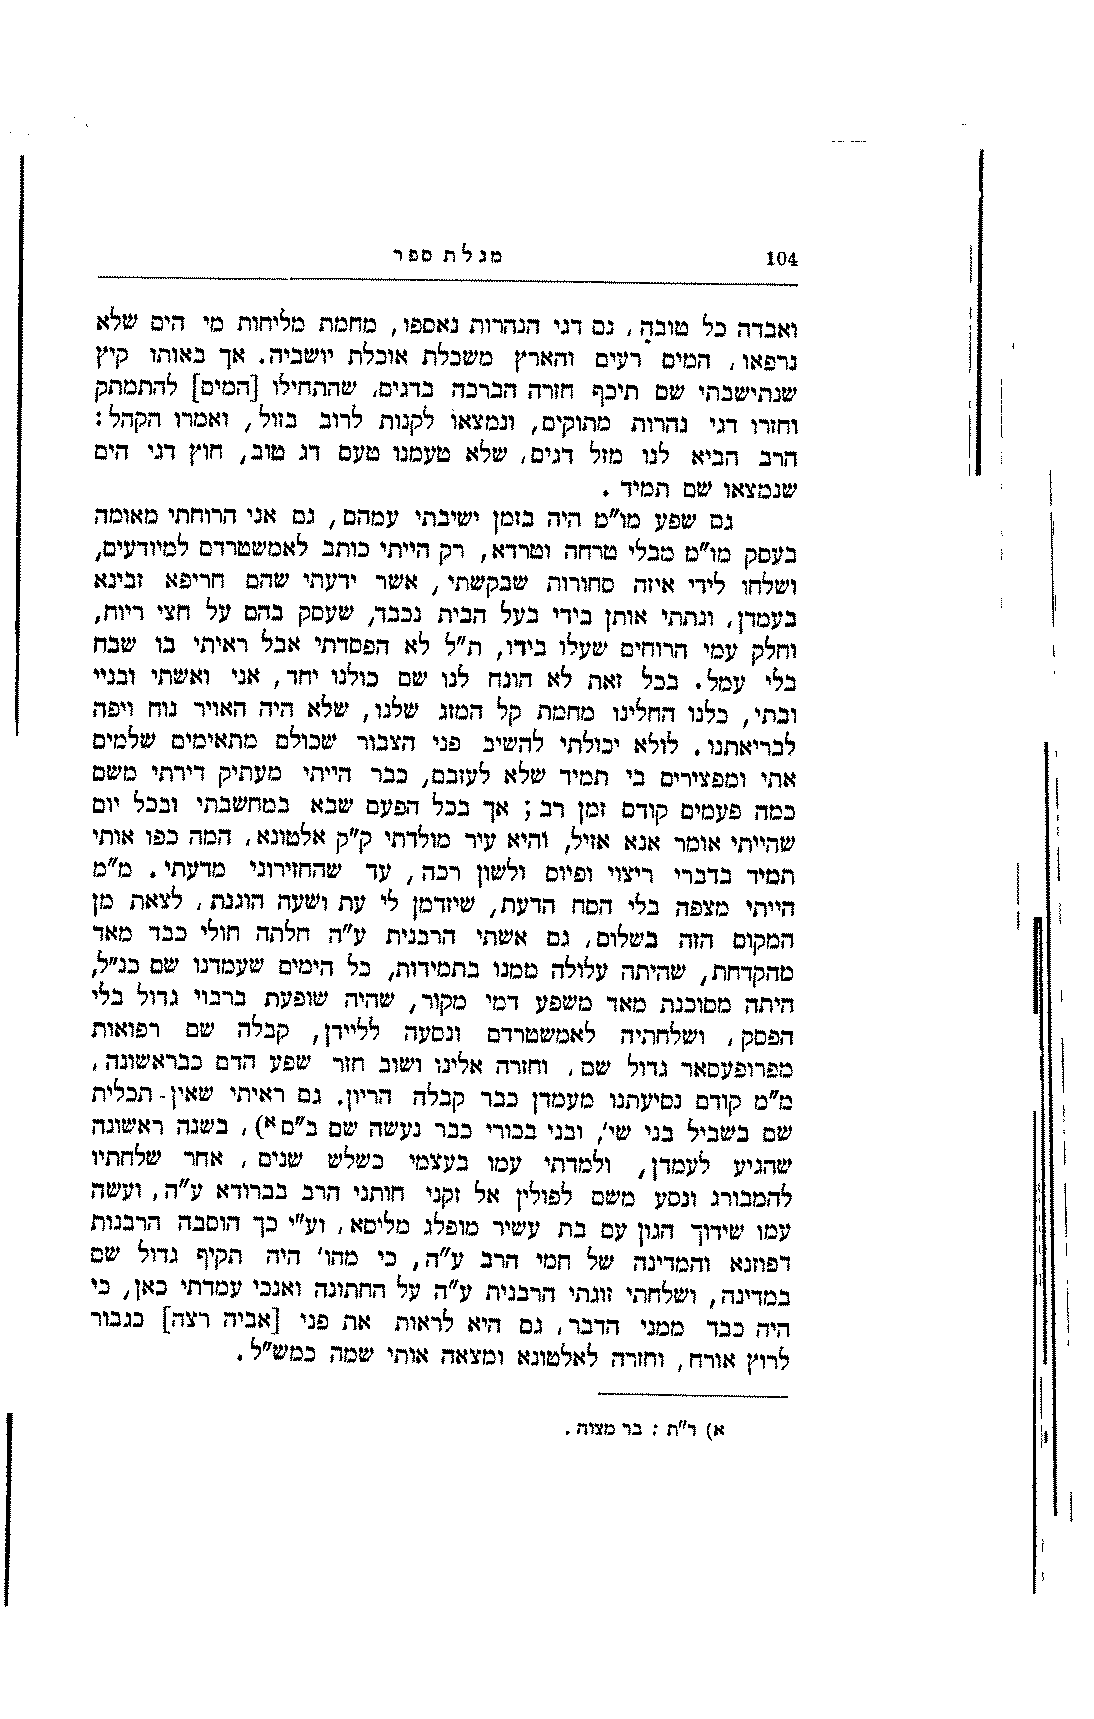 104
מגלת ספר
ואבדה כל טובה, גם דגי הנהרות נאספו, מחמת מליחות מי הים שלא
נרפאו, המים רעים והארץ משכלת אוכלת יושביה. אך באותו קיץ
שנתישבתי שם תיכף חזרה הברכה בדגים, שהתחילו [המים] להתמתק
וחזרו דגי נהרות מתוקים, ונמצאו לקנות לרוב בזול, ואמרו הקהל:
הרב הביא לנו מזל דגים, שלא טעמנו טעם דג טוב, חוץ דגי הים
שנמצאו שם תמיד.
גם שפע מו"מ היה בזמן ישיבתי עמהם, גם אני הרוחתי מאומה
בעסק מו"מ מבלי טרחה וטרדא, רק הייתי כותב לאמשטרדם למיודעים,
ושלחו לידי איזה סחורות שבקשתי, אשר ידעתי שהם חריפא זבינא
בעמדן, ונתתי אותן בידי בעל הבית נכבד, שעסק בהם על חצי ריוח,
וחלק עמי הרוחים שעלו בידו, ת"ל לא הפסדתי אבל ראיתי בו שבח
בלי עמל. בכל זאת לא הונח לנו שם כולנו יחד, אני ואשתי ובניי
ובתי, כלנו החלינו מחמת קל המזג שלנו, שלא היה האויר נוח ויפה
לבריאתנו. לולא יכולתי להשיב פני הצבור שכולם מתאימים שלמים
אתי ומפצירים בי תמיד שלא לעזבם, כבר הייתי מעתיק דירתי משם
כמה פעמים קודם זמן רב; אך בכל הפעם שבא במחשבתי ובכל יום
שהייתי אומר אנא אזיל, והיא עיר מולדתי ק"ק אלטונא, המה כפו אותי
תמיד בדברי ריצוי ופיוס ולשון רכה, עד שהחזירוני מדעתי. מ"מ
הייתי מצפה בלי הסח הדעת, שיזדמן לי עת ושעה הוגנת, לצאת מן
המקום הזה בשלום, גם אשתי הרבנית ע"ה חלתה חולי כבד מאד
מהקדחת, שהיתה עלולה ממנו בתמידות, כל הימים שעמדנו שם כנ"ל,
היתה מסוכנת מאד משפע דמי מקור, שהיה שופעת ברבוי גדול בלי
הפסק, ושלחתיה לאמשטרדם ונסעה לליידן, קבלה שם רפואות
מפרופעסאר גדול שם, וחזרה אלינו ושוב חזר שפע הדם כבראשונה,
מ"מ קודם נסיעתנו מעמדן כבר קבלה הריון. גם ראיתי שאין-תכלית
שם בשביל בני שי', ובני בכורי כבר נעשה שם ב"ם א), בשנה ראשונה
שהגיע לעמדן, ולמדתי עמו בעצמי כשלש שנים, אחר שלחתיו
להמבורג ונסע משם לפולין אל זקני חותני הרב בברודא ע"ה, ועשה
עמו שידוך הגון עם בת עשיר מופלג מליסא, וע"י כך הוסבה הרבנות
דפוזנא והמדינה של חמי הרב ע"ה, כי מהו' היה תקיף גדול שם
במדינה, ושלחתי זוגתי הרבנית ע"ה על החתונה ואנכי עמדתי כאן, כי
היה כבד ממני הדבר, גם היא לראות את פני [אביה רצה] כגבור
לרוץ אורח, וחזרה לאלטונא ומצאה אותי שמה כמש"ל.
א) ר"ת: בר מצוה.